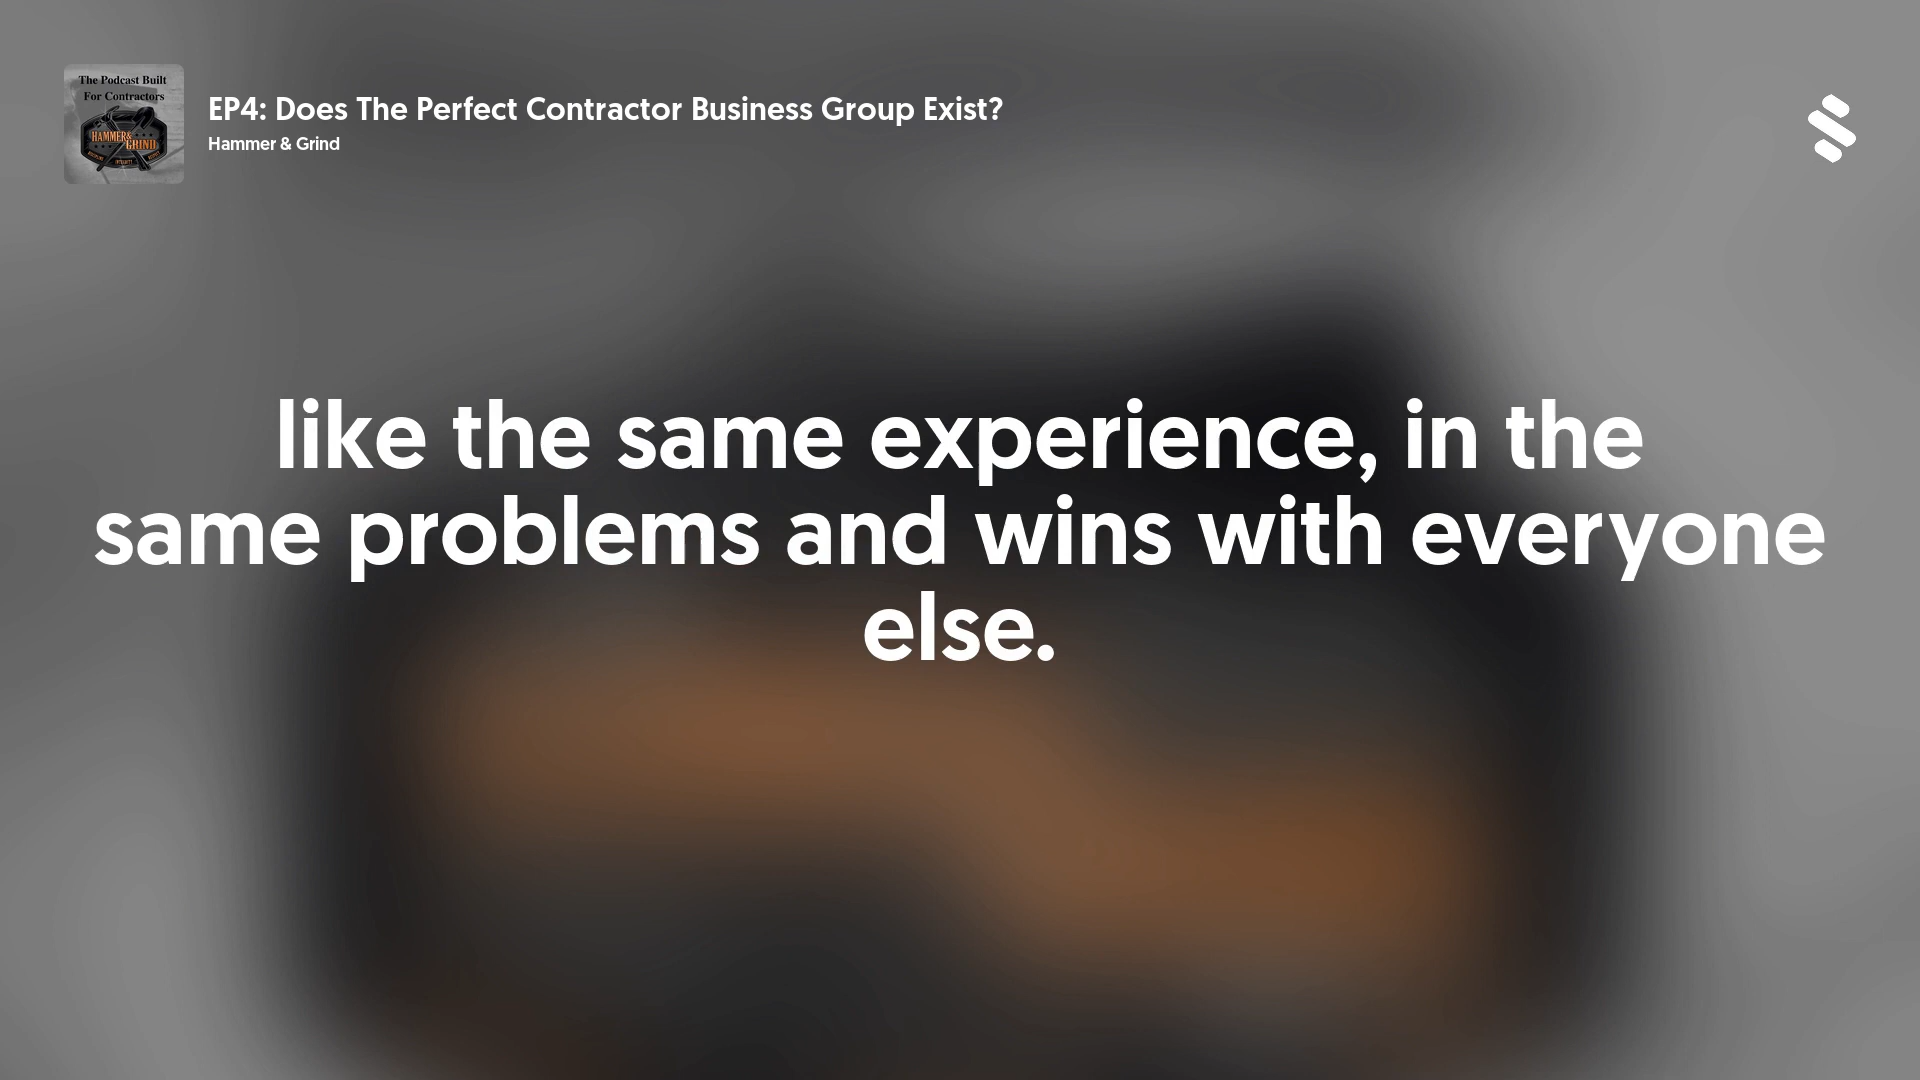 The Podcast Built
For Contractors
HAMMER&
GRIND
EP4: Does The Perfect Contractor Business Group Exist?
Hammer & Grind
like the same experience, in the
same problems and wins with everyone
else.